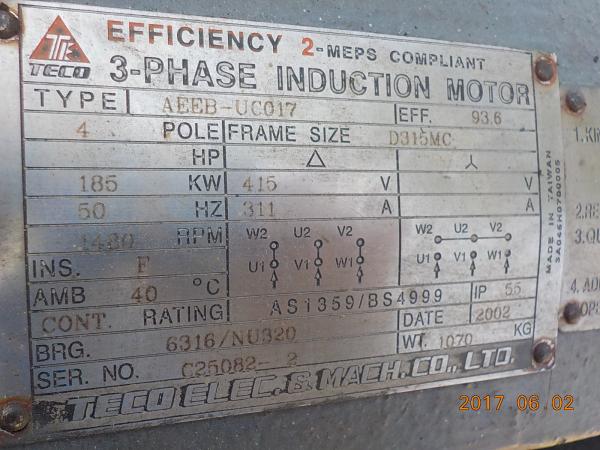 TECO
EFFICIENCY 2-MEPS COMPLIANT
3-PHASE INDUCTION MOTOR
TYPE AEEB-UC017 EFF. 93.6
4 POLE FRAME SIZE D315MC
HP △ 人
185 KW 415 V V
50 HZ 311 A A
1480 RPM
W2 U2 V2 W2 U2 V2
U1 V1 W1 U1 V1 W1
INS. F
AMB 40 °C
CONT. RATING AS1359/BS4999 IP 55
BRG. 6316/NU320 DATE 2002
SER. NO. C25082-2 WT. 1070 KG
TECO ELEC. & MACH. CO., LTD.
MADE IN TAIWAN
2017.06.02